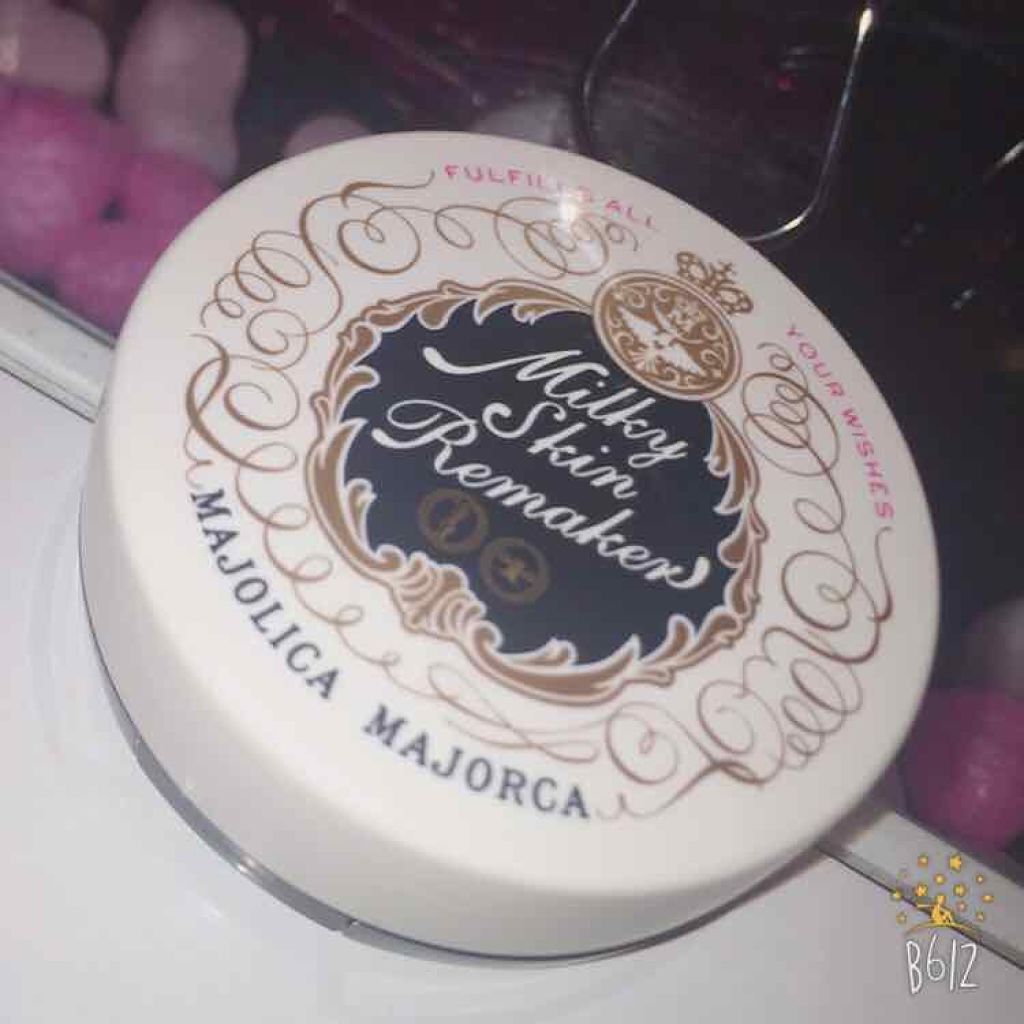 FULFILLS ALL
YOUR WISHES
Milky
Skin
Remaker
MAJOLICA MAJORCA
B612